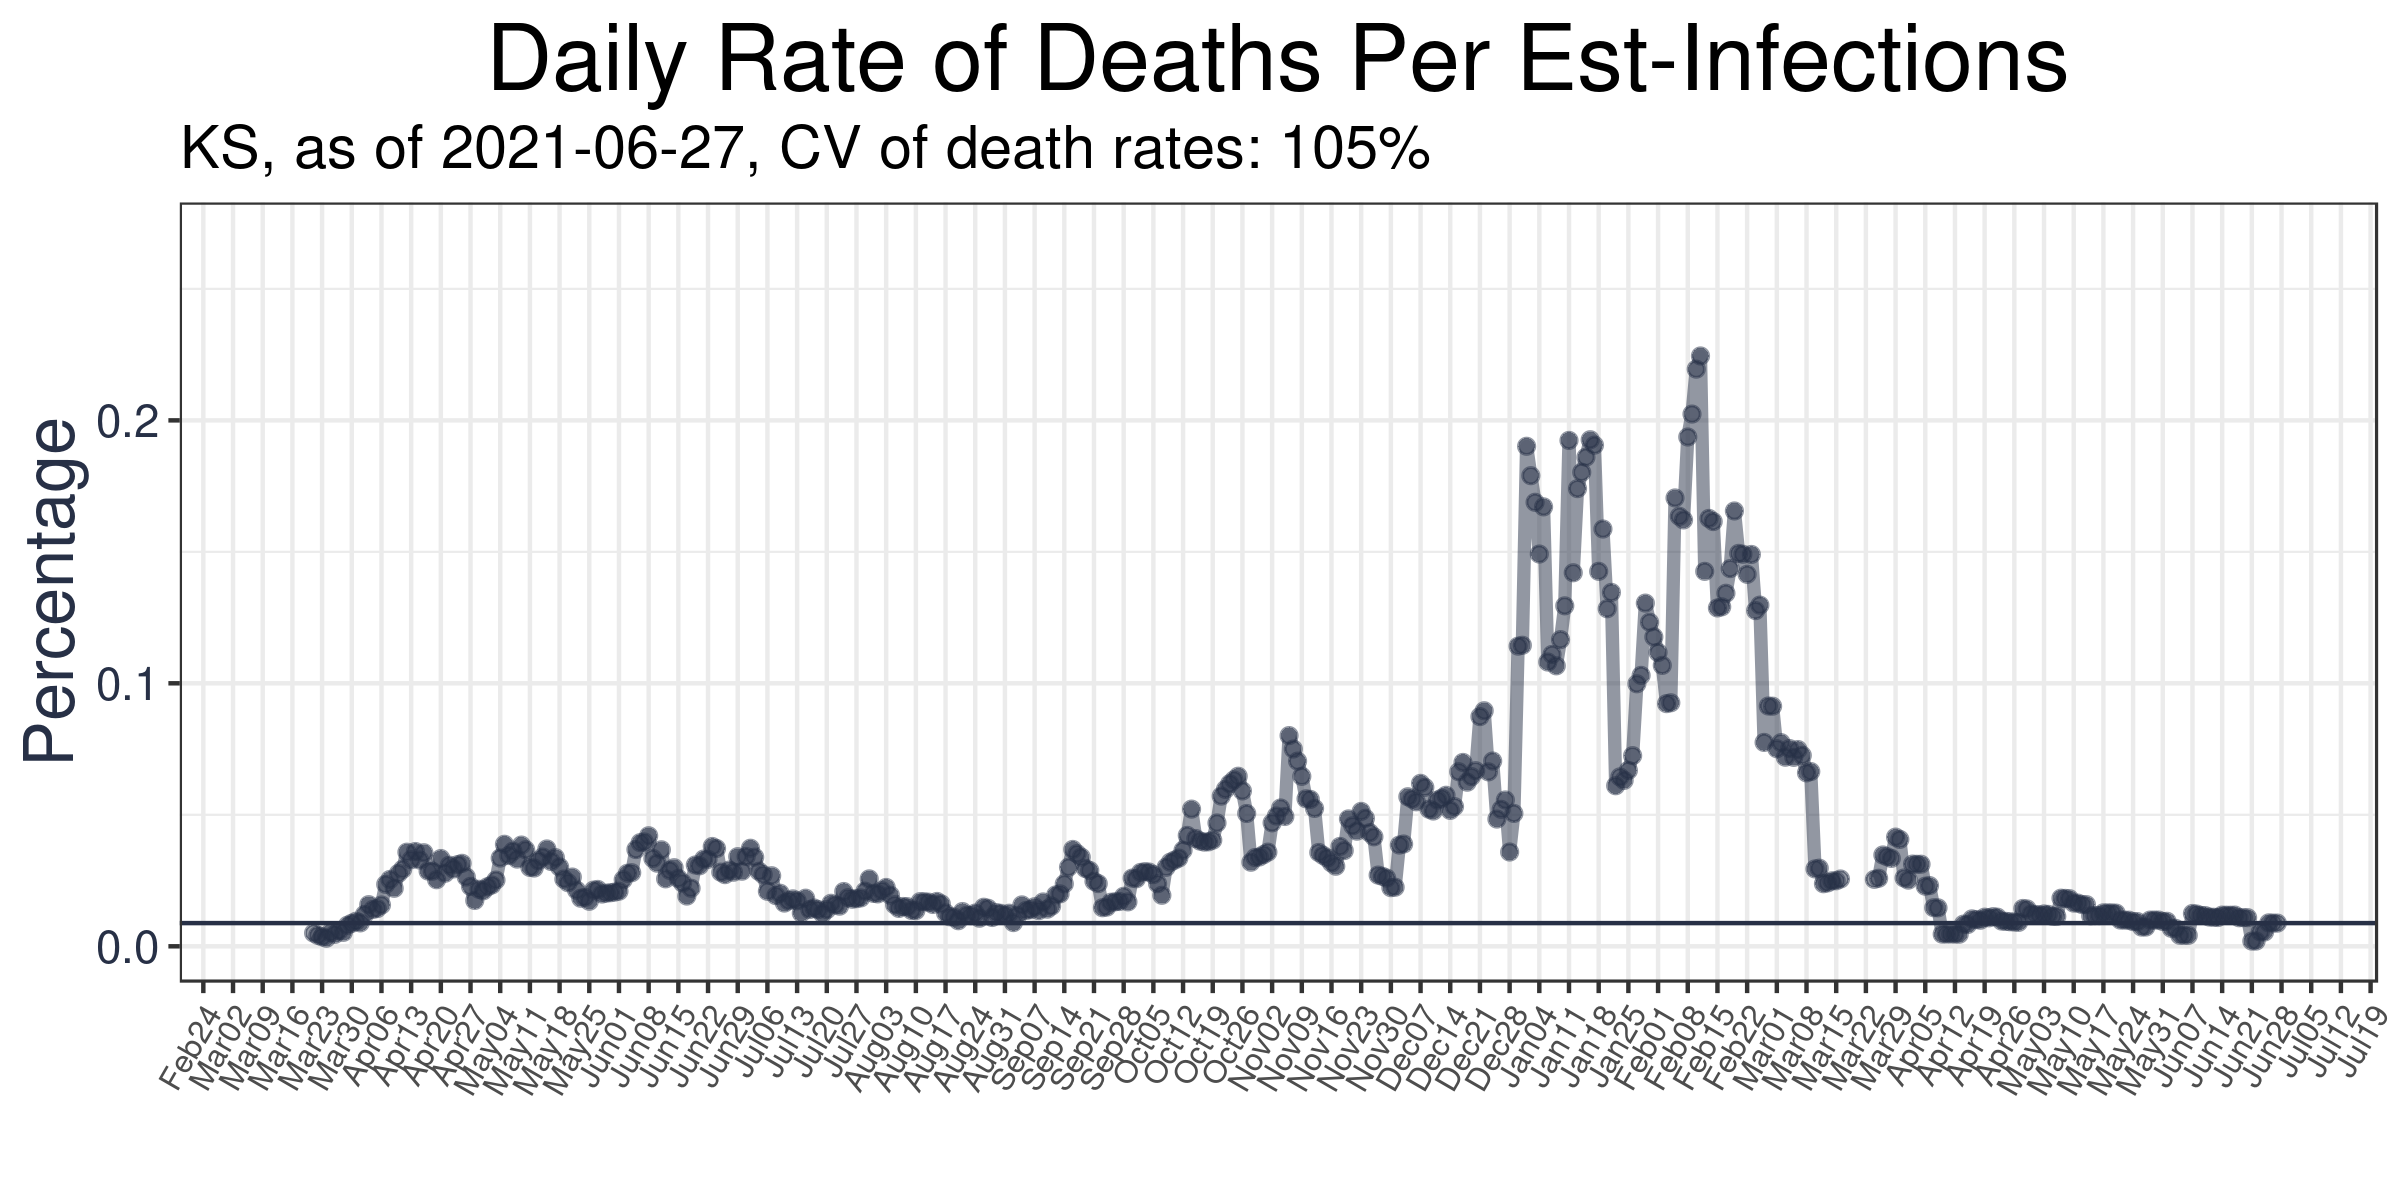 Daily Rate of Deaths Per Est-Infections
KS, as of 2021-06-27, CV of death rates: 105%
Percentage
0.2
0.1
0.0
Feb24
Mar02
Mar09
Mar16
Mar23
Mar30
Apr06
Apr13
Apr20
Apr27
May04
May11
May18
May25
Jun01
Jun08
Jun15
Jun22
Jun29
Jul06
Jul13
Jul20
Jul27
Aug03
Aug10
Aug17
Aug24
Aug31
Sep07
Sep14
Sep21
Sep28
Oct05
Oct12
Oct19
Oct26
Nov02
Nov09
Nov16
Nov23
Nov30
Dec07
Dec14
Dec21
Dec28
Jan04
Jan11
Jan18
Jan25
Feb01
Feb08
Feb15
Feb22
Mar01
Mar08
Mar15
Mar22
Mar29
Apr05
Apr12
Apr19
Apr26
May03
May10
May17
May24
May31
Jun07
Jun14
Jun21
Jun28
Jul05
Jul12
Jul19